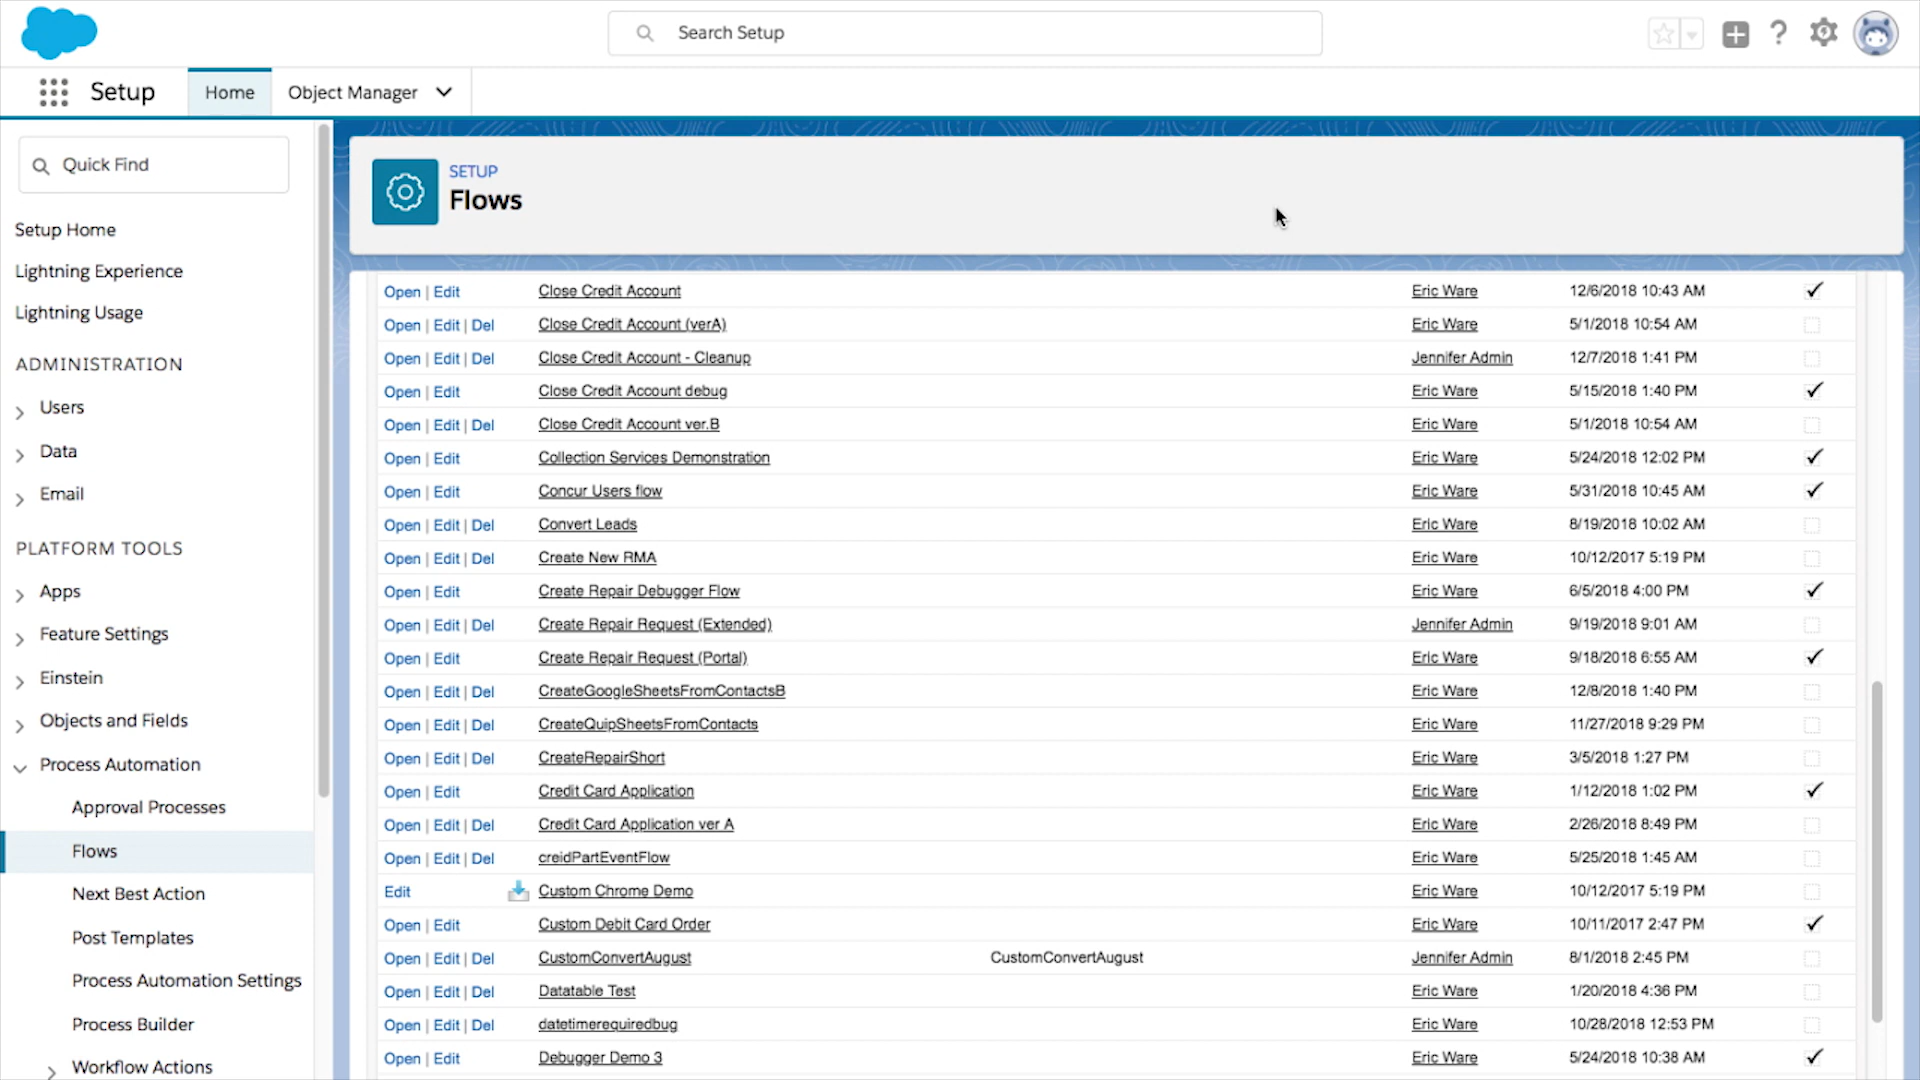 Search Setup
Setup
Home
Object Manager
Quick Find
Setup Home
Lightning Experience
Lightning Usage
ADMINISTRATION
Users
Data
Email
PLATFORM TOOLS
Apps
Feature Settings
Einstein
Objects and Fields
Process Automation
Approval Processes
Flows
Next Best Action
Post Templates
Process Automation Settings
Process Builder
Workflow Actions
SETUP
Flows
Open | Edit Close Credit Account Eric Ware 12/6/2018 10:43 AM
Open | Edit | Del Close Credit Account (verA) Eric Ware 5/1/2018 10:54 AM
Open | Edit | Del Close Credit Account - Cleanup Jennifer Admin 12/7/2018 1:41 PM
Open | Edit Close Credit Account debug Eric Ware 5/15/2018 1:40 PM
Open | Edit | Del Close Credit Account ver.B Eric Ware 5/1/2018 10:54 AM
Open | Edit Collection Services Demonstration Eric Ware 5/24/2018 12:02 PM
Open | Edit Concur Users flow Eric Ware 5/31/2018 10:45 AM
Open | Edit | Del Convert Leads Eric Ware 8/19/2018 10:02 AM
Open | Edit | Del Create New RMA Eric Ware 10/12/2017 5:19 PM
Open | Edit Create Repair Debugger Flow Eric Ware 6/5/2018 4:00 PM
Open | Edit | Del Create Repair Request (Extended) Jennifer Admin 9/19/2018 9:01 AM
Open | Edit Create Repair Request (Portal) Eric Ware 9/18/2018 6:55 AM
Open | Edit | Del CreateGoogleSheetsFromContactsB Eric Ware 12/8/2018 1:40 PM
Open | Edit | Del CreateQuipSheetsFromContacts Eric Ware 11/27/2018 9:29 PM
Open | Edit | Del CreateRepairShort Eric Ware 3/5/2018 1:27 PM
Open | Edit Credit Card Application Eric Ware 1/12/2018 1:02 PM
Open | Edit | Del Credit Card Application ver A Eric Ware 2/26/2018 8:49 PM
Open | Edit | Del creidPartEventFlow Eric Ware 5/25/2018 1:45 AM
Edit Custom Chrome Demo Eric Ware 10/12/2017 5:19 PM
Open | Edit Custom Debit Card Order Eric Ware 10/11/2017 2:47 PM
Open | Edit | Del CustomConvertAugust CustomConvertAugust Jennifer Admin 8/1/2018 2:45 PM
Open | Edit | Del Datatable Test Eric Ware 1/20/2018 4:36 PM
Open | Edit | Del datetimerequiredbug Eric Ware 10/28/2018 12:53 PM
Open | Edit Debugger Demo 3 Eric Ware 5/24/2018 10:38 AM